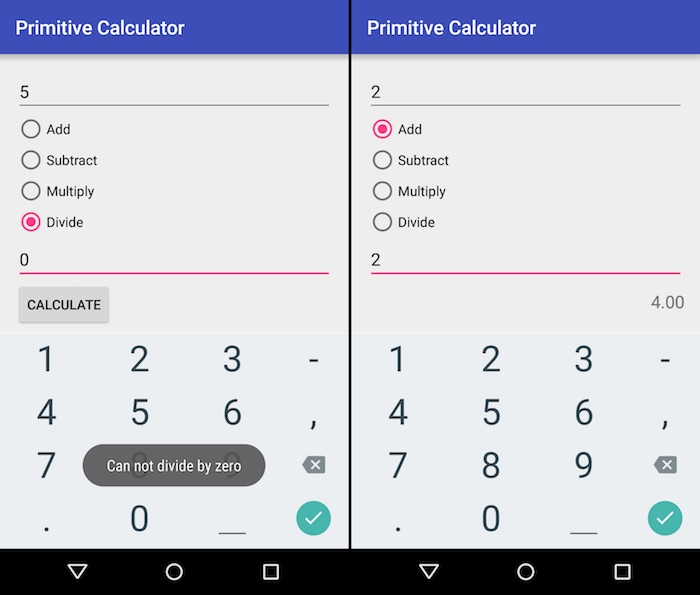 Primitive Calculator
5
Add
Subtract
Multiply
Divide
0
CALCULATE
1 2 3 -
4 5 6 ,
7 8 9
Can not divide by zero
. 0 _
Primitive Calculator
2
Add
Subtract
Multiply
Divide
2
4.00
1 2 3 -
4 5 6 ,
7 8 9
. 0 _